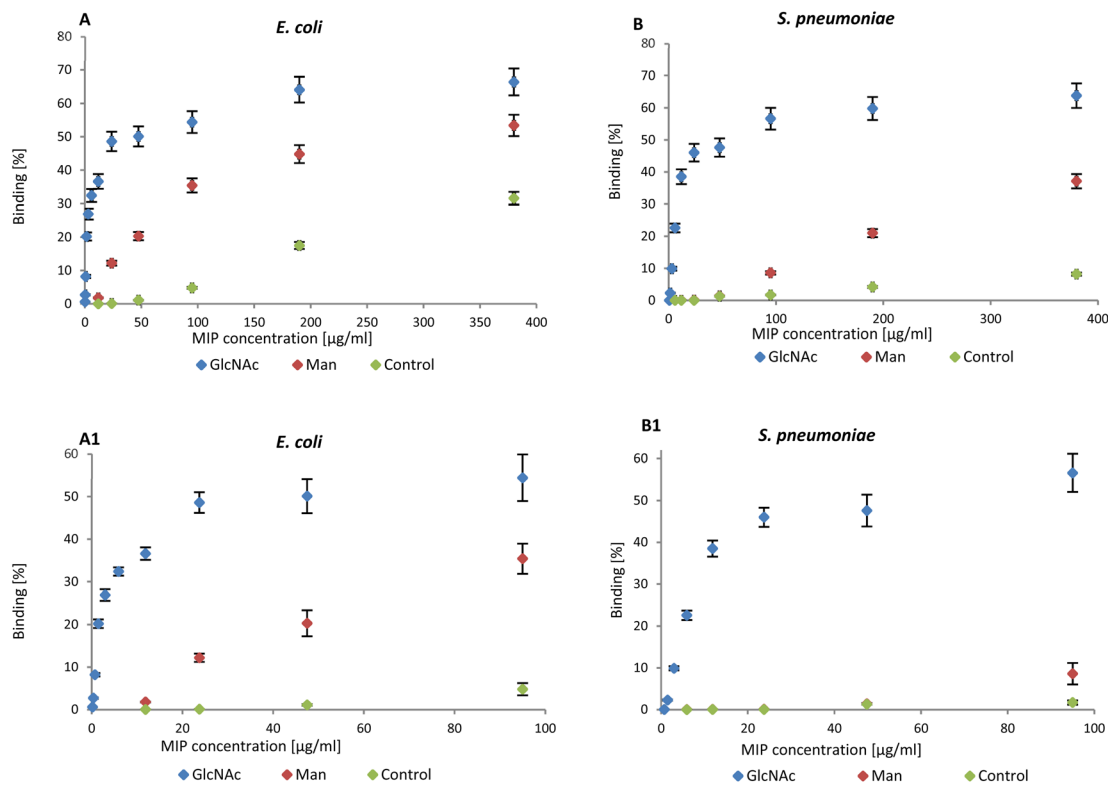 A
E. coli
80
70
60
50
40
30
20
10
0
Binding [%]
0 50 100 150 200 250 300 350 400
MIP concentration [µg/ml]
GlcNAc Man Control
B
S. pneumoniae
80
70
60
50
40
30
20
10
0
Binding [%]
0 100 200 300 400
MIP concentration [µg/ml]
GlcNAc Man Control
A1
E. coli
60
50
40
30
20
10
0
Binding [%]
0 20 40 60 80 100
MIP concentration [µg/ml]
GlcNAc Man Control
B1
S. pneumoniae
60
50
40
30
20
10
0
Binding [%]
0 20 40 60 80 100
MIP concentration [µg/ml]
GlcNAc Man Control